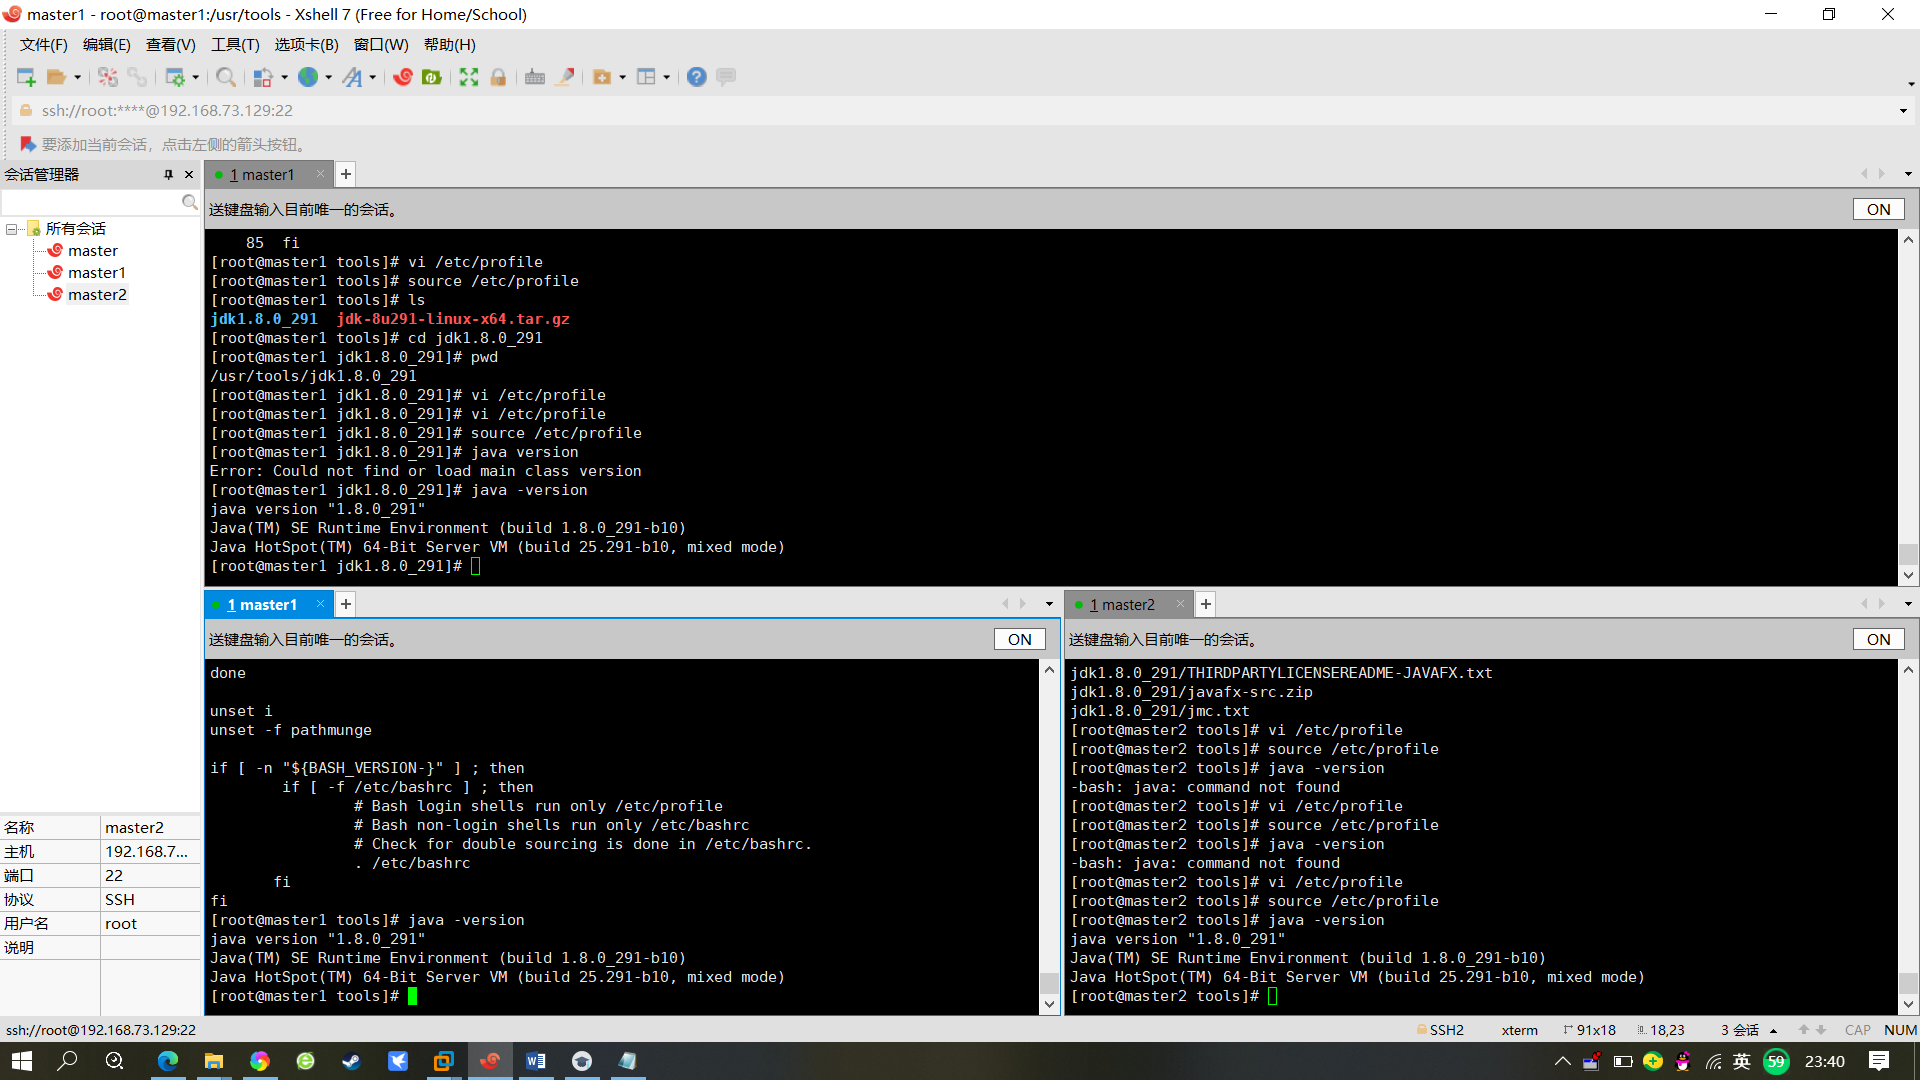 master1 - root@master1:/usr/tools - Xshell 7 (Free for Home/School)
文件(F) 编辑(E) 查看(V) 工具(T) 选项卡(B) 窗口(W) 帮助(H)
ssh://root:****@192.168.73.129:22
要添加当前会话，点击左侧的箭头按钮。
会话管理器
所有会话
master
master1
master2
名称 master2
主机 192.168.7...
端口 22
协议 SSH
用户名 root
说明
1 master1
送键盘输入目前唯一的会话。 ON
85 fi
[root@master1 tools]# vi /etc/profile
[root@master1 tools]# source /etc/profile
[root@master1 tools]# ls
jdk1.8.0_291 jdk-8u291-linux-x64.tar.gz
[root@master1 tools]# cd jdk1.8.0_291
[root@master1 jdk1.8.0_291]# pwd
/usr/tools/jdk1.8.0_291
[root@master1 jdk1.8.0_291]# vi /etc/profile
[root@master1 jdk1.8.0_291]# vi /etc/profile
[root@master1 jdk1.8.0_291]# source /etc/profile
[root@master1 jdk1.8.0_291]# java version
Error: Could not find or load main class version
[root@master1 jdk1.8.0_291]# java -version
java version "1.8.0_291"
Java(TM) SE Runtime Environment (build 1.8.0_291-b10)
Java HotSpot(TM) 64-Bit Server VM (build 25.291-b10, mixed mode)
[root@master1 jdk1.8.0_291]#
1 master1
送键盘输入目前唯一的会话。 ON
done
unset i
unset -f pathmunge
if [ -n "${BASH_VERSION-}" ] ; then
if [ -f /etc/bashrc ] ; then
# Bash login shells run only /etc/profile
# Bash non-login shells run only /etc/bashrc
# Check for double sourcing is done in /etc/bashrc.
. /etc/bashrc
fi
fi
[root@master1 tools]# java -version
java version "1.8.0_291"
Java(TM) SE Runtime Environment (build 1.8.0_291-b10)
Java HotSpot(TM) 64-Bit Server VM (build 25.291-b10, mixed mode)
[root@master1 tools]#
1 master2
送键盘输入目前唯一的会话。 ON
jdk1.8.0_291/THIRDPARTYLICENSEREADME-JAVAFX.txt
jdk1.8.0_291/javafx-src.zip
jdk1.8.0_291/jmc.txt
[root@master2 tools]# vi /etc/profile
[root@master2 tools]# source /etc/profile
[root@master2 tools]# java -version
-bash: java: command not found
[root@master2 tools]# vi /etc/profile
[root@master2 tools]# source /etc/profile
[root@master2 tools]# java -version
-bash: java: command not found
[root@master2 tools]# vi /etc/profile
[root@master2 tools]# source /etc/profile
[root@master2 tools]# java -version
java version "1.8.0_291"
Java(TM) SE Runtime Environment (build 1.8.0_291-b10)
Java HotSpot(TM) 64-Bit Server VM (build 25.291-b10, mixed mode)
[root@master2 tools]#
ssh://root@192.168.73.129:22 SSH2 xterm 91x18 18,23 3 会话 CAP NUM
英 59 23:40